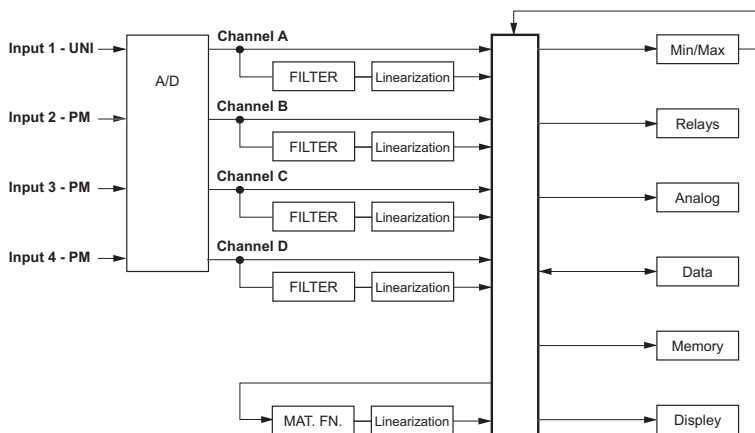 Input 1 - UNI
Input 2 - PM
Input 3 - PM
Input 4 - PM
A/D
Channel A
FILTER
Linearization
Channel B
FILTER
Linearization
Channel C
FILTER
Linearization
Channel D
FILTER
Linearization
MAT. FN.
Linearization
Min/Max
Relays
Analog
Data
Memory
Display